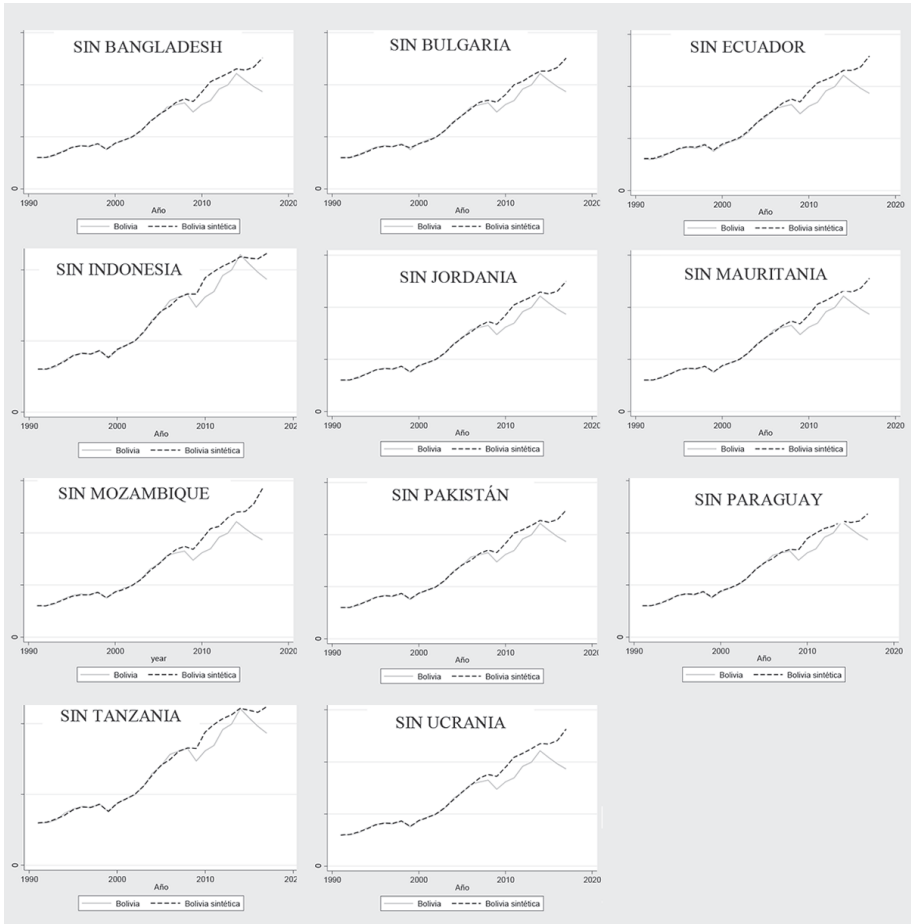 SIN BANGLADESH
0
1990 2000 2010 2020
Año
Bolivia Bolivia sintética
SIN BULGARIA
0
1990 2000 2010 2020
Año
Bolivia Bolivia sintética
SIN ECUADOR
0
1990 2000 2010 2020
Año
Bolivia Bolivia sintética
SIN INDONESIA
0
1990 2000 2010 202
Año
Bolivia Bolivia sintética
SIN JORDANIA
0
1990 2000 2010 2020
Año
Bolivia Bolivia sintética
SIN MAURITANIA
0
1990 2000 2010 2020
Año
Bolivia Bolivia sintética
SIN MOZAMBIQUE
0
1990 2000 2010 2020
year
Bolivia Bolivia sintética
SIN PAKISTÁN
0
1990 2000 2010 2020
Año
Bolivia Bolivia sintética
SIN PARAGUAY
0
1990 2000 2010 2020
Año
Bolivia Bolivia sintética
SIN TANZANIA
0
1990 2000 2010 202
Año
Bolivia Bolivia sintética
SIN UCRANIA
0
1990 2000 2010 2020
Año
Bolivia Bolivia sintética